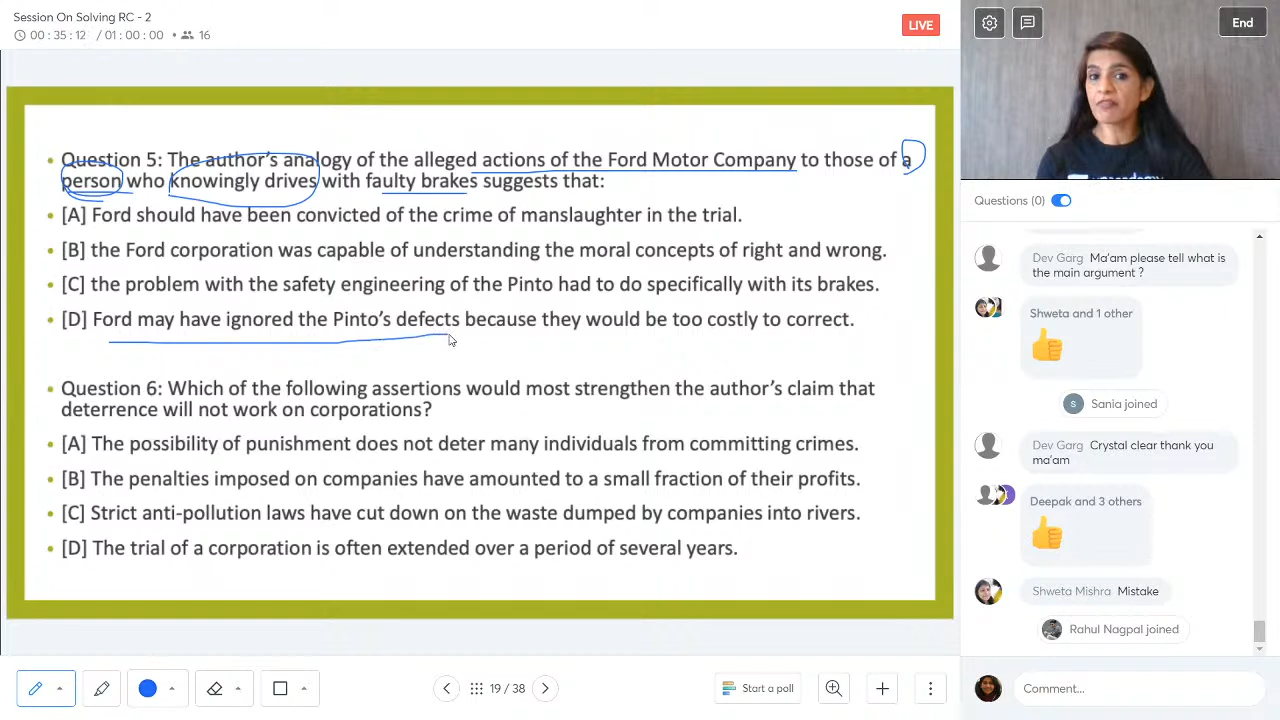 Session On Solving RC - 2
00 : 35 : 12 / 01 : 00 : 00 • 16
LIVE
End
• Question 5: The author's analogy of the alleged actions of the Ford Motor Company to those of a
person who knowingly drives with faulty brakes suggests that:
• [A] Ford should have been convicted of the crime of manslaughter in the trial.
• [B] the Ford corporation was capable of understanding the moral concepts of right and wrong.
• [C] the problem with the safety engineering of the Pinto had to do specifically with its brakes.
• [D] Ford may have ignored the Pinto's defects because they would be too costly to correct.
• Question 6: Which of the following assertions would most strengthen the author's claim that
deterrence will not work on corporations?
• [A] The possibility of punishment does not deter many individuals from committing crimes.
• [B] The penalties imposed on companies have amounted to a small fraction of their profits.
• [C] Strict anti-pollution laws have cut down on the waste dumped by companies into rivers.
• [D] The trial of a corporation is often extended over a period of several years.
Questions (0)
Dev Garg Ma'am please tell what is
the main argument ?
Shweta and 1 other
S Sania joined
Dev Garg Crystal clear thank you
ma'am
Deepak and 3 others
Shweta Mishra Mistake
Rahul Nagpal joined
19 / 38
Start a poll
Comment...